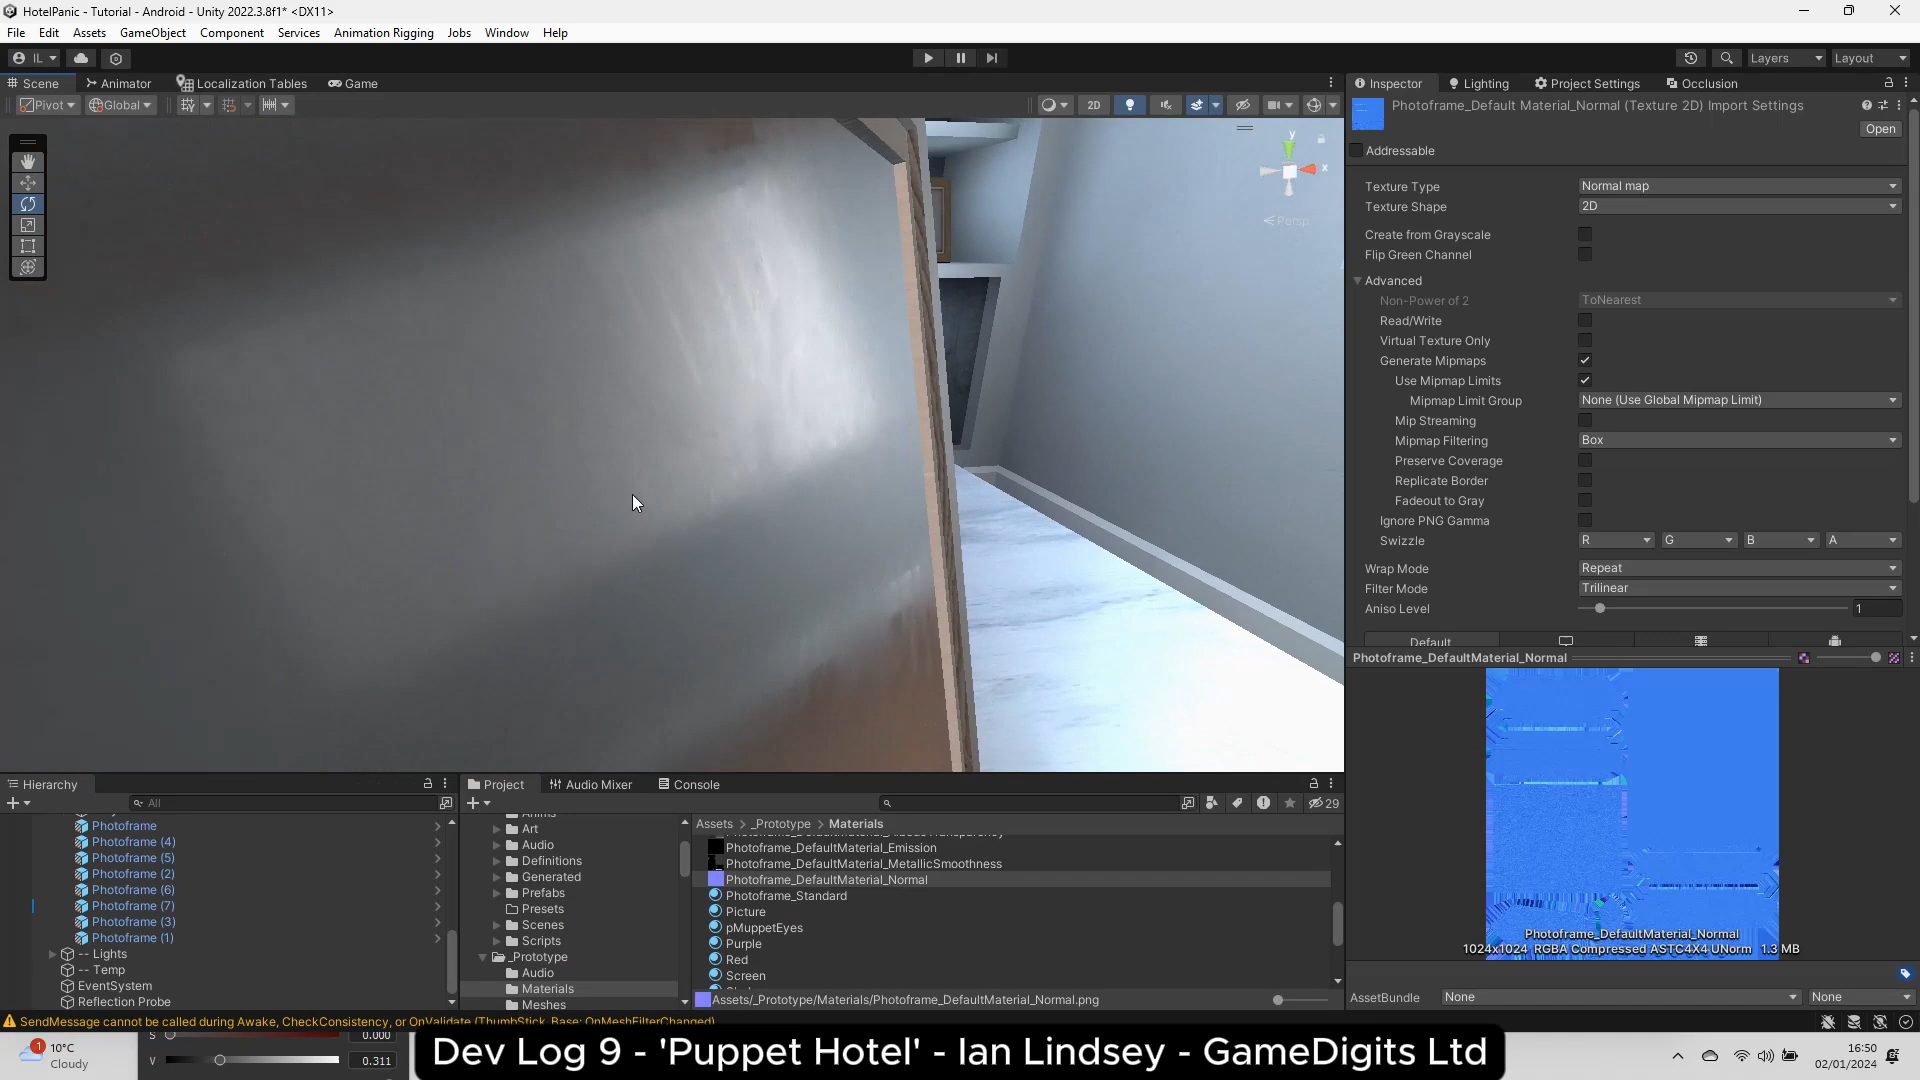 HotelPanic - Tutorial - Android - Unity 2022.3.8f1* <DX11>
File Edit Assets GameObject Component Services Animation Rigging Jobs Window Help
IL
Layers Layout
Scene Animator Localization Tables Game
Pivot Global 2D
y
x
Persp
Inspector Lighting Project Settings Occlusion
Photoframe_Default Material_Normal (Texture 2D) Import Settings
Open
Addressable
Texture Type Normal map
Texture Shape 2D
Create from Grayscale
Flip Green Channel
Advanced
Non-Power of 2 ToNearest
Read/Write
Virtual Texture Only
Generate Mipmaps
Use Mipmap Limits
Mipmap Limit Group None (Use Global Mipmap Limit)
Mip Streaming
Mipmap Filtering Box
Preserve Coverage
Replicate Border
Fadeout to Gray
Ignore PNG Gamma
Swizzle R G B A
Wrap Mode Repeat
Filter Mode Trilinear
Aniso Level 1
Default
Photoframe_DefaultMaterial_Normal
Photoframe_DefaultMaterial_Normal
1024x1024 RGBA Compressed ASTC4X4 UNorm 1.3 MB
AssetBundle None None
Hierarchy
All
Photoframe
Photoframe (4)
Photoframe (5)
Photoframe (2)
Photoframe (6)
Photoframe (7)
Photoframe (3)
Photoframe (1)
-- Lights
-- Temp
EventSystem
Reflection Probe
Project Audio Mixer Console
29
Art
Audio
Definitions
Generated
Prefabs
Presets
Scenes
Scripts
_Prototype
Audio
Materials
Meshes
Assets > _Prototype > Materials
Photoframe_DefaultMaterial_Emission
Photoframe_DefaultMaterial_MetallicSmoothness
Photoframe_DefaultMaterial_Normal
Photoframe_Standard
Picture
pMuppetEyes
Purple
Red
Screen
Assets/_Prototype/Materials/Photoframe_DefaultMaterial_Normal.png
SendMessage cannot be called during Awake, CheckConsistency, or OnValidate (ThumbStick_Base: OnMeshFilterChanged)
1
10°C
Cloudy
S 0.000
V 0.311
Dev Log 9 - 'Puppet Hotel' - Ian Lindsey - GameDigits Ltd
16:50
02/01/2024